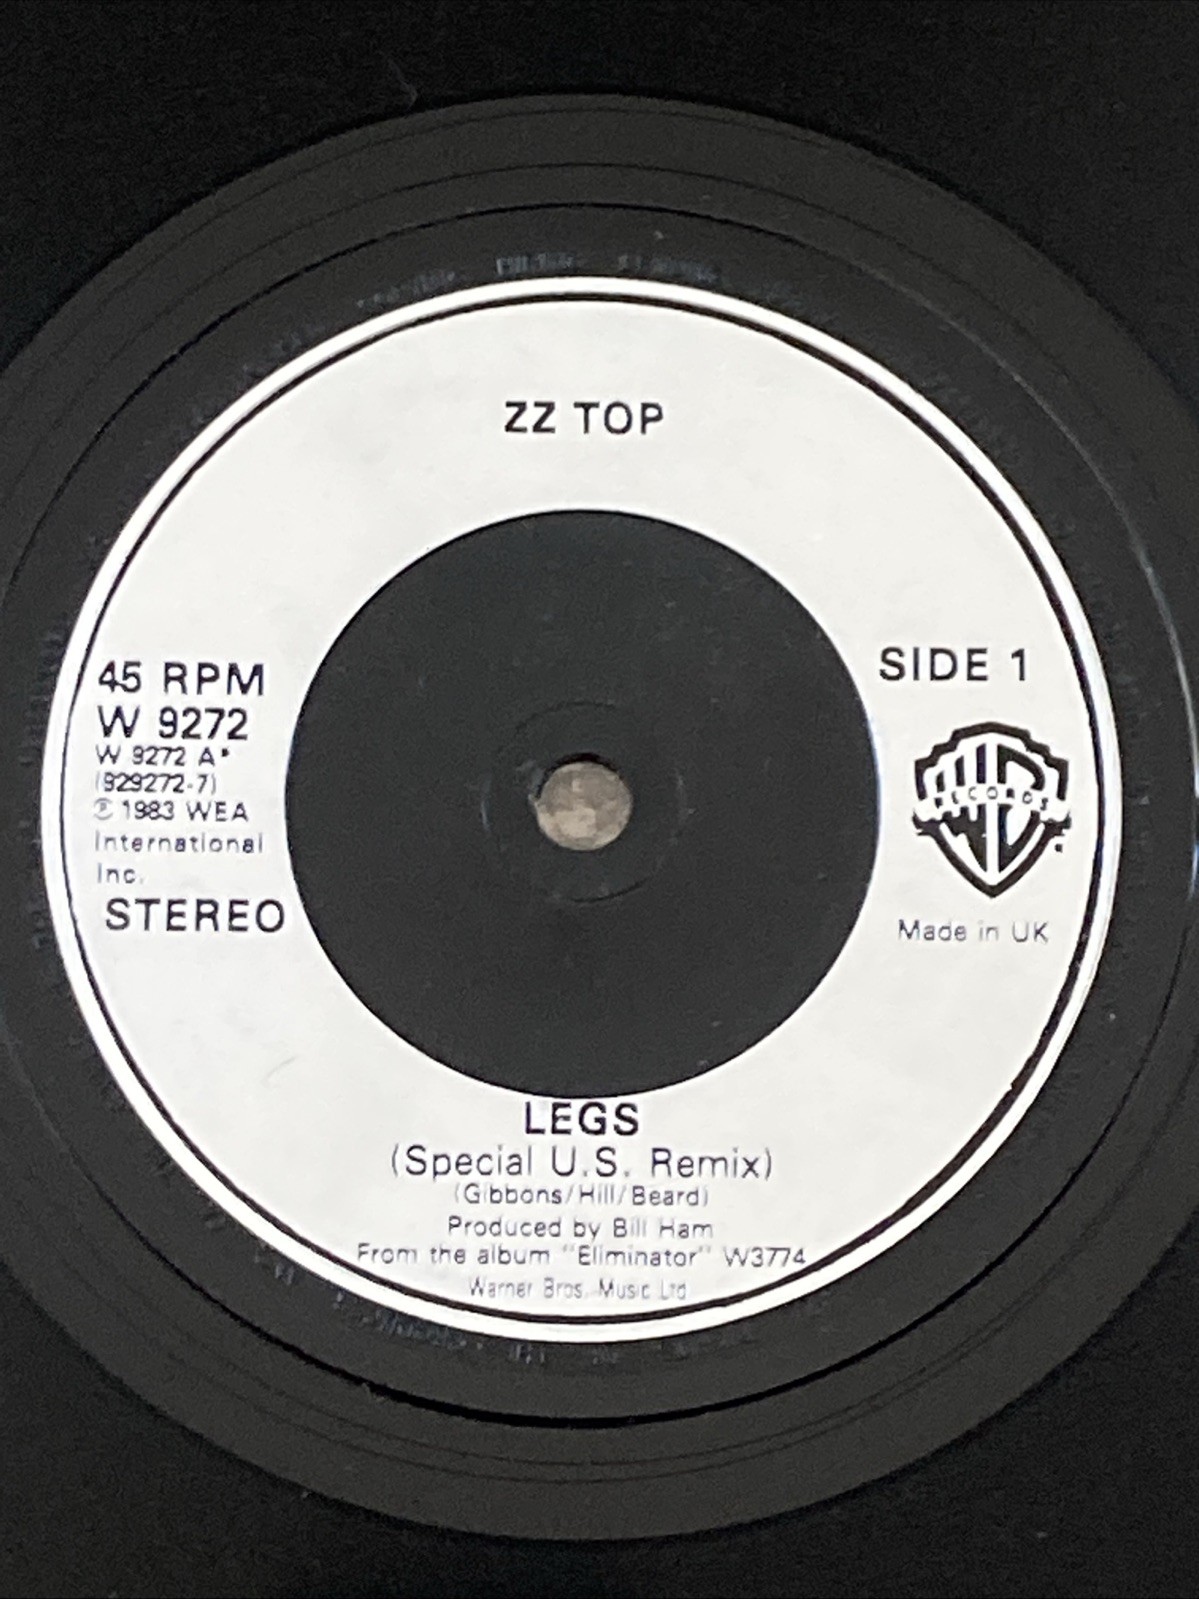 ZZ TOP
45 RPM
W 9272
W 9272 A*
(929272-7)
℗ 1983 WEA
International
Inc.
STEREO
SIDE 1
WB
RECORDS
Made in UK
LEGS
(Special U.S. Remix)
(Gibbons/Hill/Beard)
Produced by Bill Ham
From the album "Eliminator" W3774
Warner Bros. Music Ltd